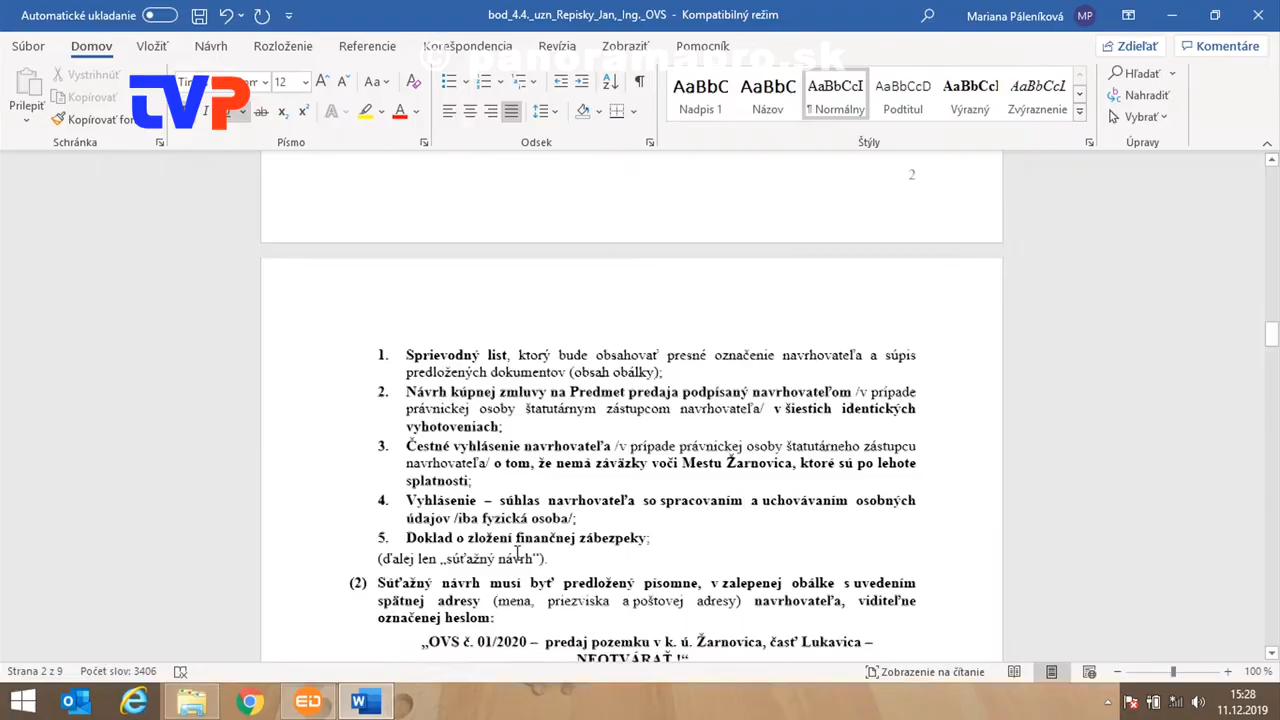 Automatické ukladanie
bod_4.4._uzn_Repisky_Jan,_Ing._OVS – Kompatibilný režim
Mariana Páleníková MP
Súbor Domov Vložiť Návrh Rozloženie Referencie Korešpondencia Revízia Zobraziť Pomocník Zdieľať Komentáre
© panoramapro.sk
TVP
Prilepiť
Vystrihnúť
Kopírovať
Kopírovať
12
AaBbC AaBbC AaBbCcI AaBbCcD AaBbCcI AaBbCcI
Nadpis 1 Názov ¶ Normálny Podtitul Výrazný Zvýraznenie
Hľadať
Nahradiť
Vybrať
Schránka Písmo Odsek Štýly Úpravy
2
1. Sprievodný list, ktorý bude obsahovať presné označenie navrhovateľa a súpis
predložených dokumentov (obsah obálky);
2. Návrh kúpnej zmluvy na Predmet predaja podpísaný navrhovateľom /v prípade
právnickej osoby štatutárnym zástupcom navrhovateľa/ v šiestich identických
vyhotoveniach;
3. Čestné vyhlásenie navrhovateľa /v prípade právnickej osoby štatutárneho zástupcu
navrhovateľa/ o tom, že nemá záväzky voči Mestu Žarnovica, ktoré sú po lehote
splatnosti;
4. Vyhlásenie – súhlas navrhovateľa so spracovaním a uchovávaním osobných
údajov /iba fyzická osoba/;
5. Doklad o zložení finančnej zábezpeky;
(ďalej len „súťažný návrh“).
(2) Súťažný návrh musí byť predložený písomne, v zalepenej obálke s uvedením
spätnej adresy (mena, priezviska a poštovej adresy) navrhovateľa, viditeľne
označenej heslom:
„OVS č. 01/2020 – predaj pozemku v k. ú. Žarnovica, časť Lukavica –
NEOTVÁRAŤ !“
Strana 2 z 9 Počet slov: 3406 Zobrazenie na čítanie 100 %
15:28
11.12.2019